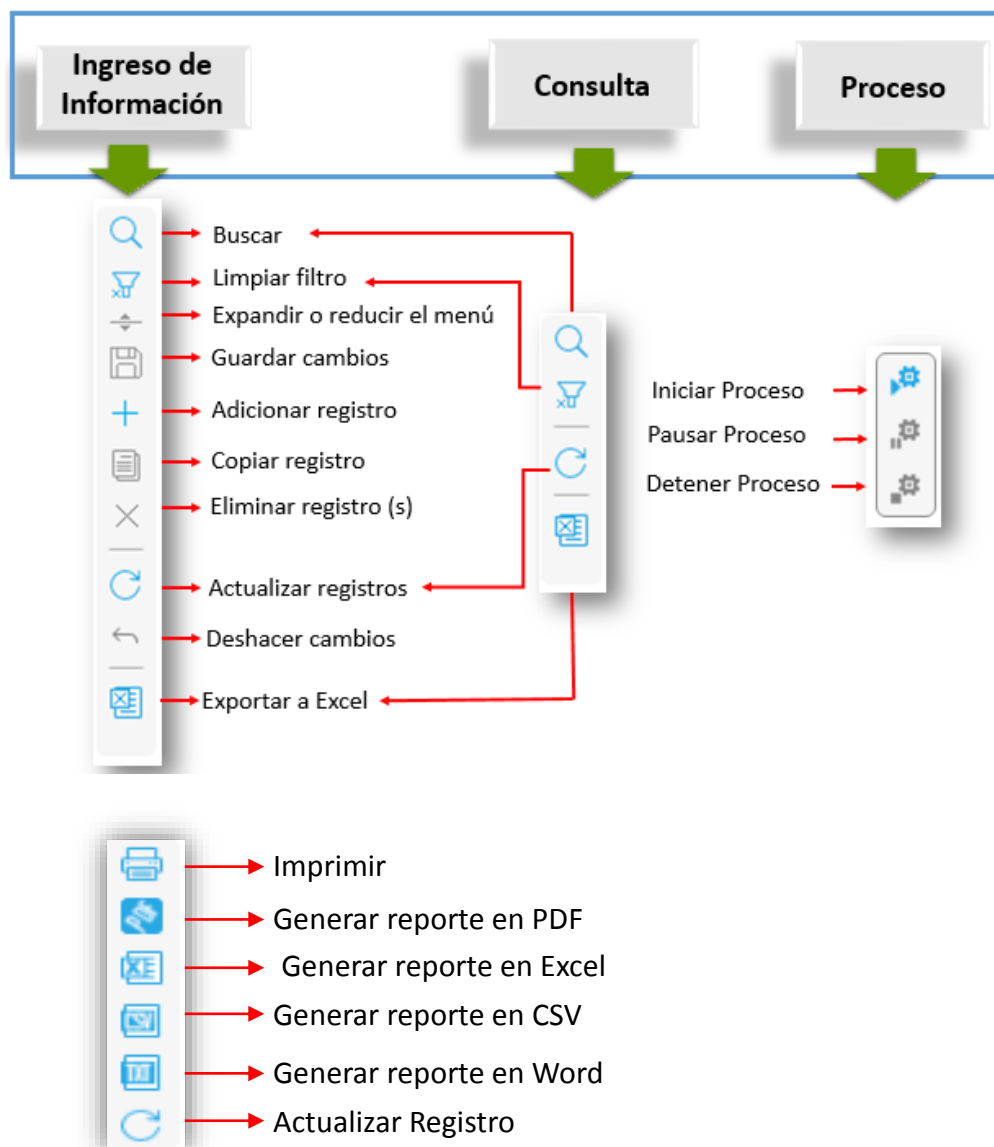 Ingreso de
Información
Consulta
Proceso
Buscar
Limpiar filtro
Expandir o reducir el menú
Guardar cambios
Adicionar registro
Copiar registro
Eliminar registro (s)
Actualizar registros
Deshacer cambios
Exportar a Excel
Iniciar Proceso
Pausar Proceso
Detener Proceso
Imprimir
Generar reporte en PDF
Generar reporte en Excel
CSV
Generar reporte en CSV
TXT
Generar reporte en Word
Actualizar Registro